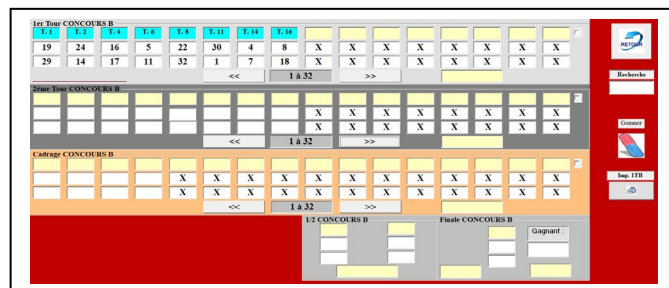 1er Tour CONCOURS B
T. 1 T. 2 T. 4 T. 6 T. 8 T. 11 T. 14 T. 16
19 24 16 5 22 30 4 8 X X X X X X X X
29 14 17 11 32 1 7 18 X X X X X X X X
<< 1 à 32 >>
RETOUR
Recherche
2ème Tour CONCOURS B
X X X X X X X
X X X X X X X
<< 1 à 32 >>
Gommer
Cadrage CONCOURS B
X X X X X X X X X X
X X X X X X X X X X
<< 1 à 32 >>
Imp. 1TB
1/2 CONCOURS B
Finale CONCOURS B
Gagnant :